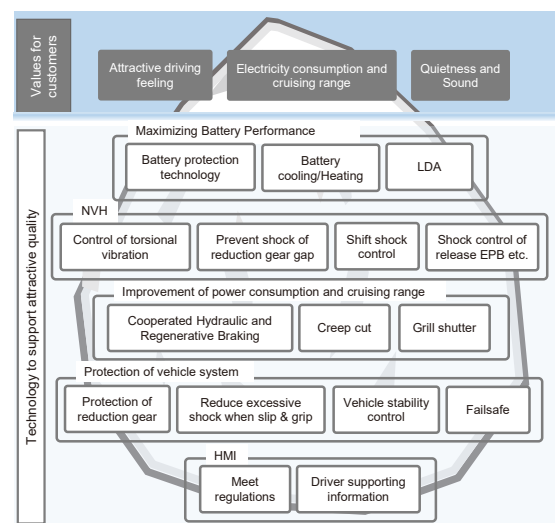 Values for
customers
Attractive driving
feeling
Electricity consumption and
cruising range
Quietness and
Sound
Technology to support attractive quality
Maximizing Battery Performance
Battery protection
technology
Battery
cooling/Heating
LDA
NVH
Control of torsional
vibration
Prevent shock of
reduction gear gap
Shift shock
control
Shock control of
release EPB etc.
Improvement of power consumption and cruising range
Cooperated Hydraulic and
Regenerative Braking
Creep cut
Grill shutter
Protection of vehicle system
Protection of
reduction gear
Reduce excessive
shock when slip & grip
Vehicle stability
control
Failsafe
HMI
Meet
regulations
Driver supporting
information